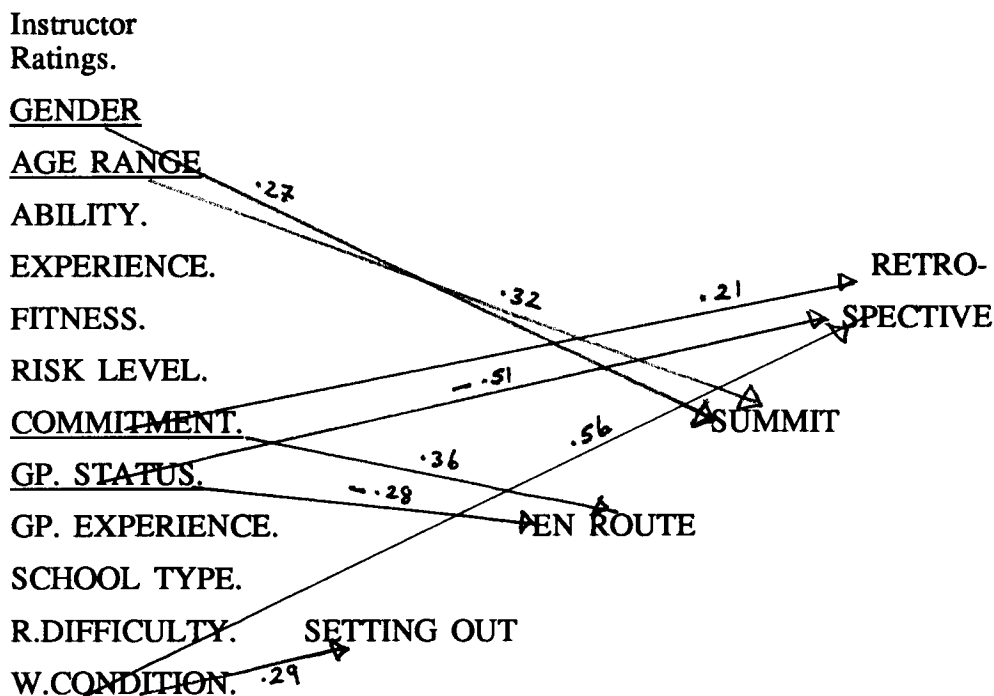 Instructor
Ratings.
GENDER
AGE RANGE
.27
ABILITY.
EXPERIENCE.
RETRO-
.32
.21
FITNESS.
SPECTIVE
RISK LEVEL.
- .51
COMMITMENT.
SUMMIT
.56
.36
GP. STATUS.
- .28
GP. EXPERIENCE.
EN ROUTE
SCHOOL TYPE.
R.DIFFICULTY.
SETTING OUT
W.CONDITION.
.29